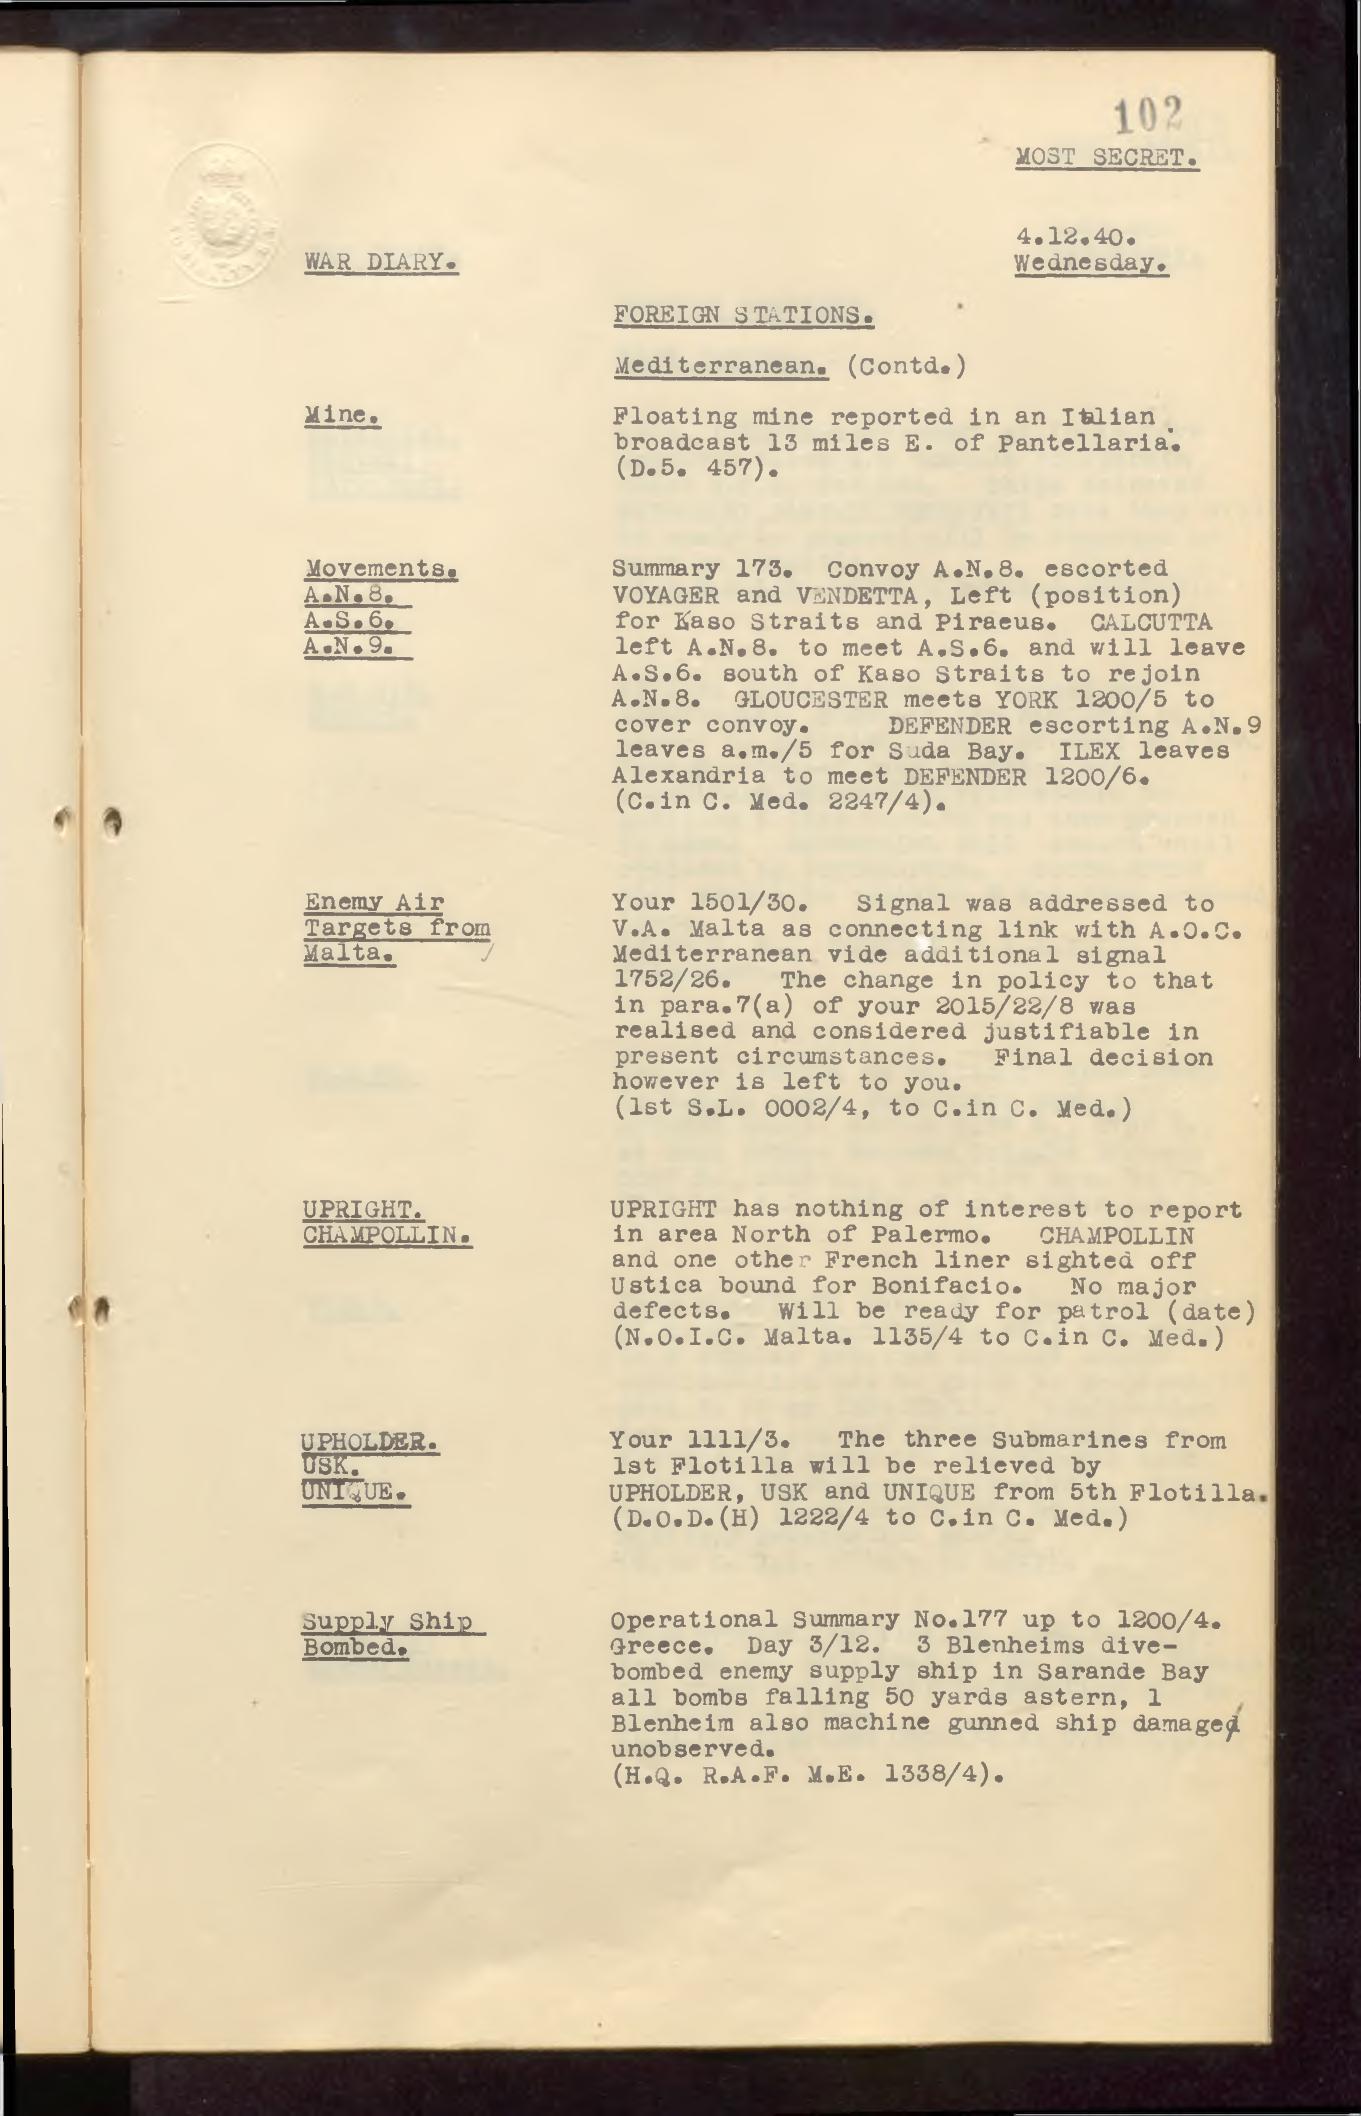 102
MOST SECRET.
4.12.40.
WAR DIARY.
Wednesday.
FOREIGN STATIONS.
Mediterranean. (Contd.)
Mine.
Floating mine reported in an Italian
broadcast 13 miles E. of Pantellaria.
(D.5. 457).
Movements.
A.N.8.
A.S.6.
A.N.9.
Summary 173. Convoy A.N.8. escorted
VOYAGER and VENDETTA, Left (position)
for Kaso Straits and Piraeus. CALCUTTA
left A.N.8. to meet A.S.6. and will leave
A.S.6. south of Kaso Straits to rejoin
A.N.8. GLOUCESTER meets YORK 1200/5 to
cover convoy. DEFENDER escorting A.N.9
leaves a.m./5 for Suda Bay. ILEX leaves
Alexandria to meet DEFENDER 1200/6.
(C.in C. Med. 2247/4).
Enemy Air
Targets from
Malta.
Your 1501/30. Signal was addressed to
V.A. Malta as connecting link with A.O.C.
Mediterranean vide additional signal
1752/26. The change in policy to that
in para.7(a) of your 2015/22/8 was
realised and considered justifiable in
present circumstances. Final decision
however is left to you.
(1st S.L. 0002/4, to C.in C. Med.)
UPRIGHT.
CHAMPOLLIN.
UPRIGHT has nothing of interest to report
in area North of Palermo. CHAMPOLLIN
and one other French liner sighted off
Ustica bound for Bonifacio. No major
defects. Will be ready for patrol (date)
(N.O.I.C. Malta. 1135/4 to C.in C. Med.)
UPHOLDER.
USK.
UNIQUE.
Your 1111/3. The three Submarines from
1st Flotilla will be relieved by
UPHOLDER, USK and UNIQUE from 5th Flotilla.
(D.O.D.(H) 1222/4 to C.in C. Med.)
Supply Ship
Bombed.
Operational Summary No.177 up to 1200/4.
Greece. Day 3/12. 3 Blenheims dive-
bombed enemy supply ship in Sarande Bay
all bombs falling 50 yards astern, 1
Blenheim also machine gunned ship damage
unobserved.
(H.Q. R.A.F. M.E. 1338/4).